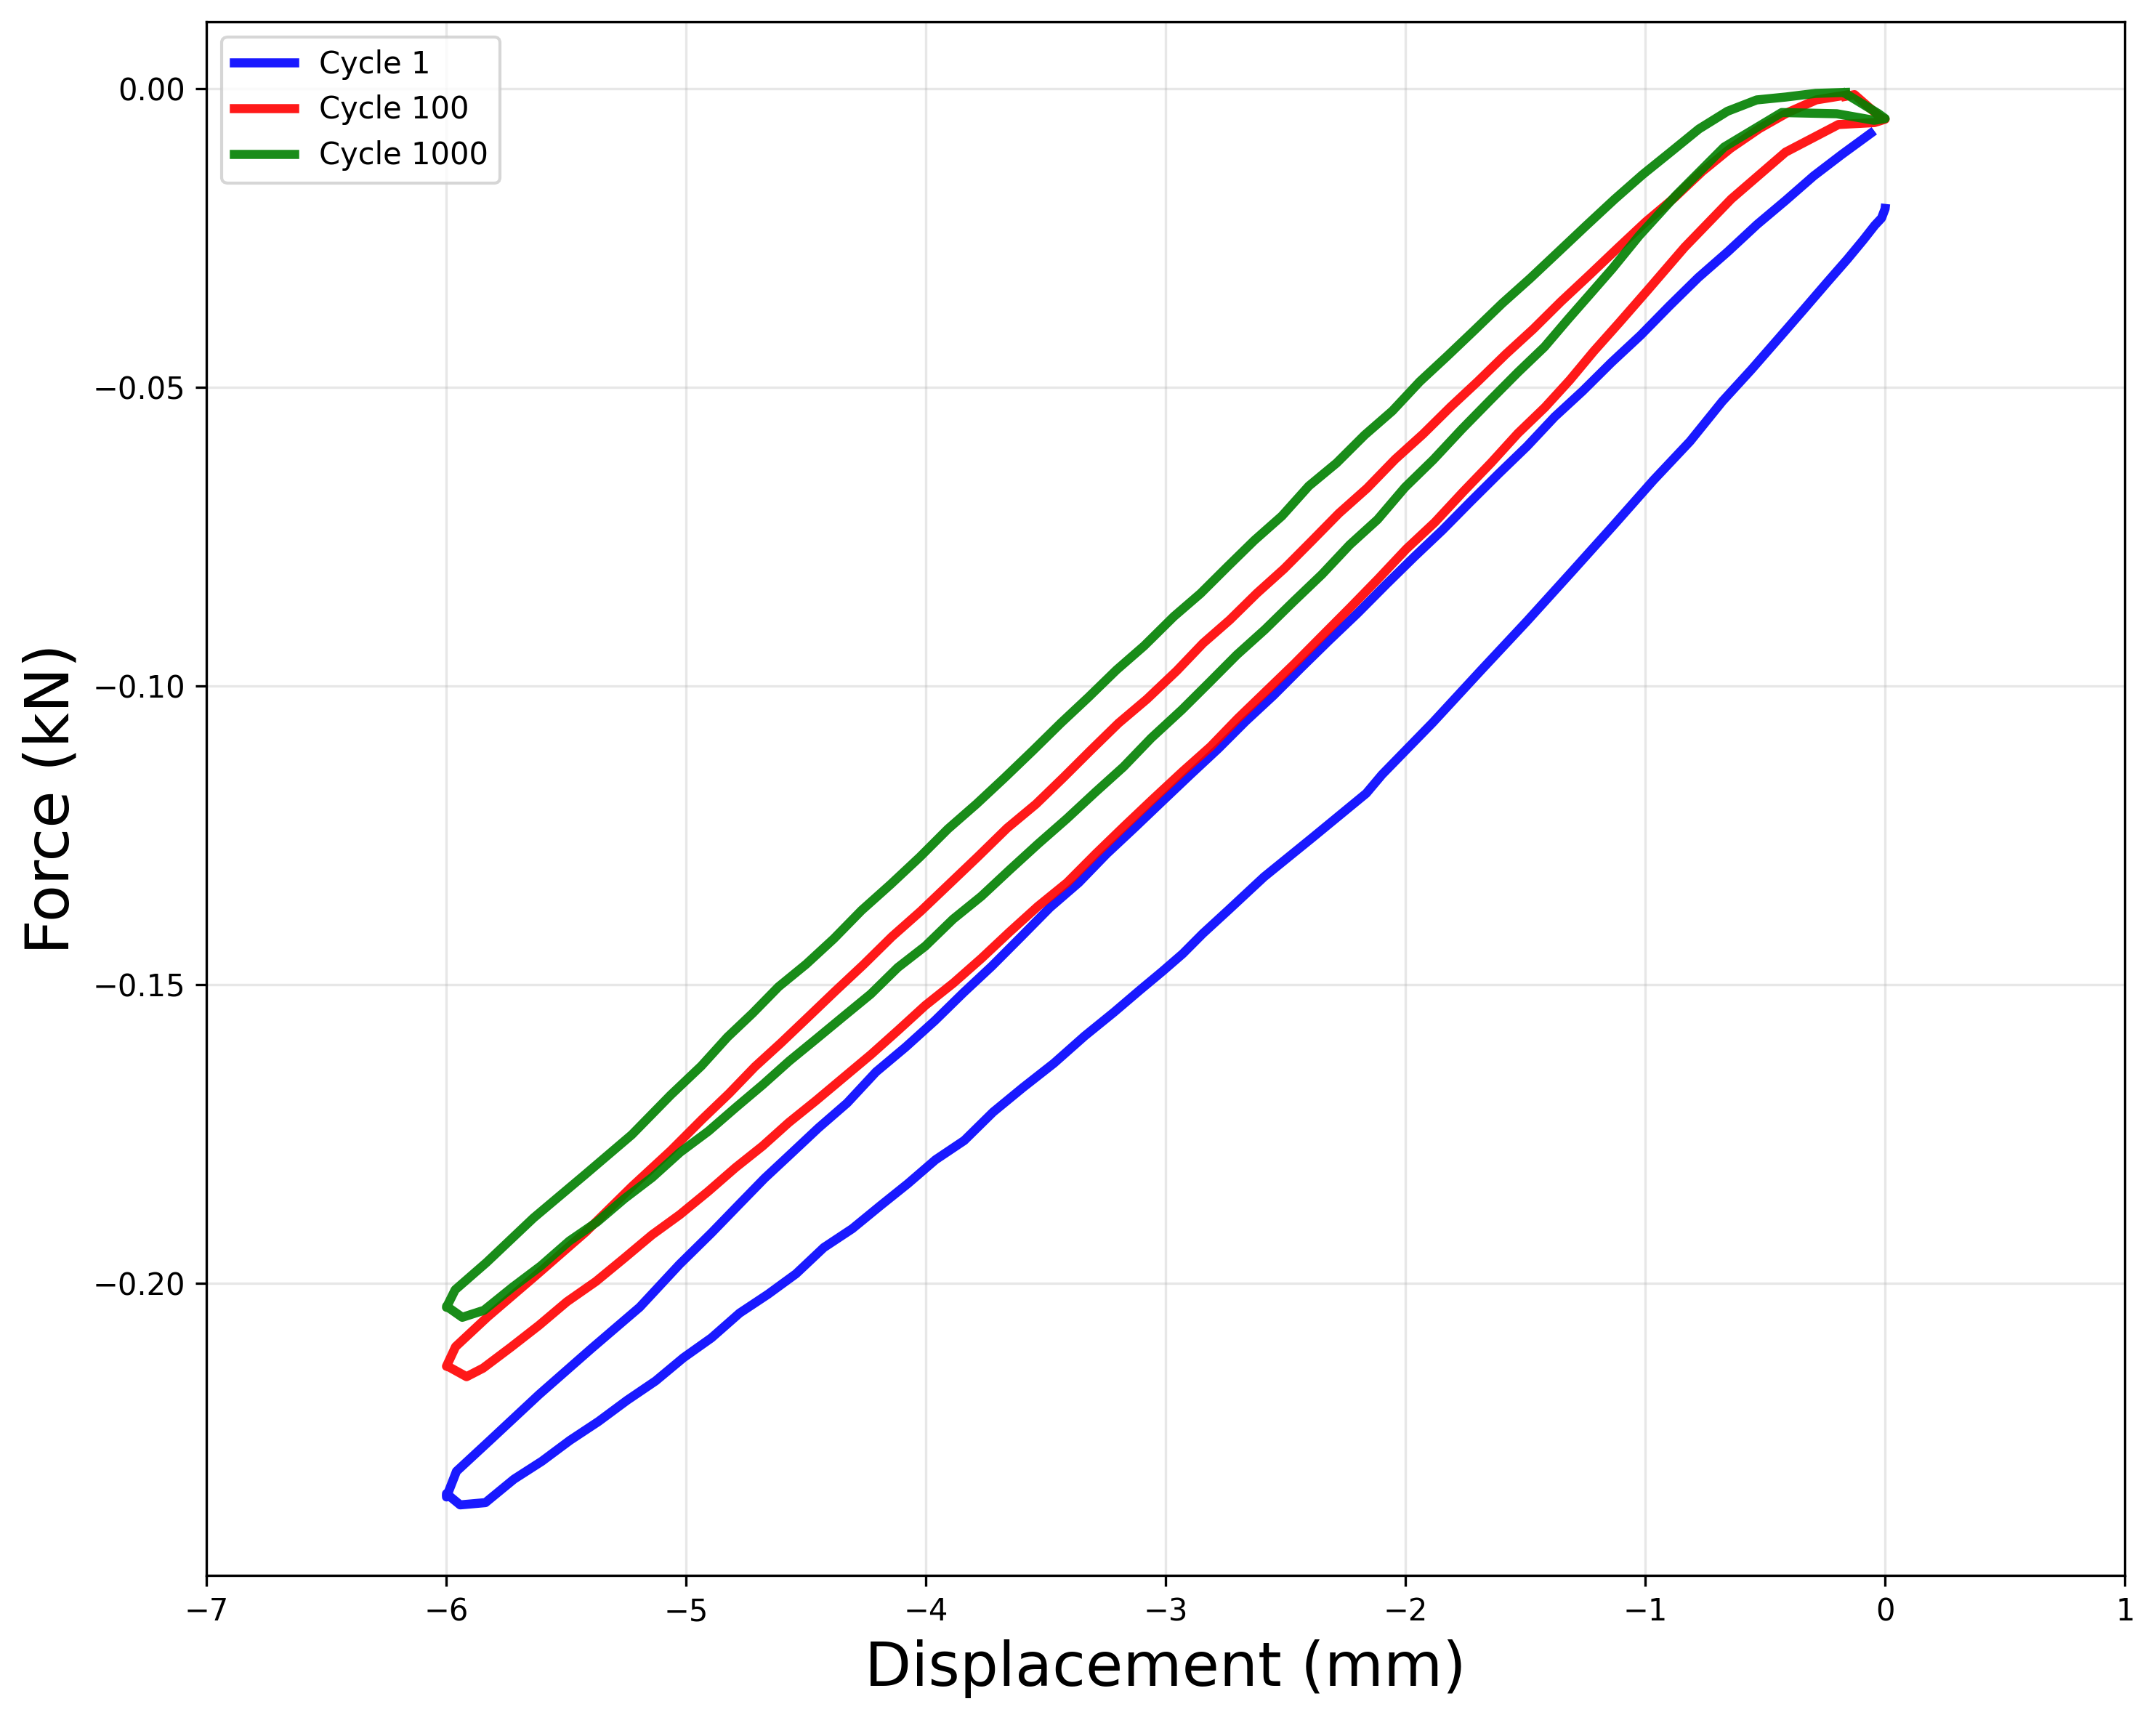 Cycle 1
Cycle 100
Cycle 1000
0.00
−0.05
−0.10
−0.15
−0.20
Force (kN)
−7 −6 −5 −4 −3 −2 −1 0 1
Displacement (mm)